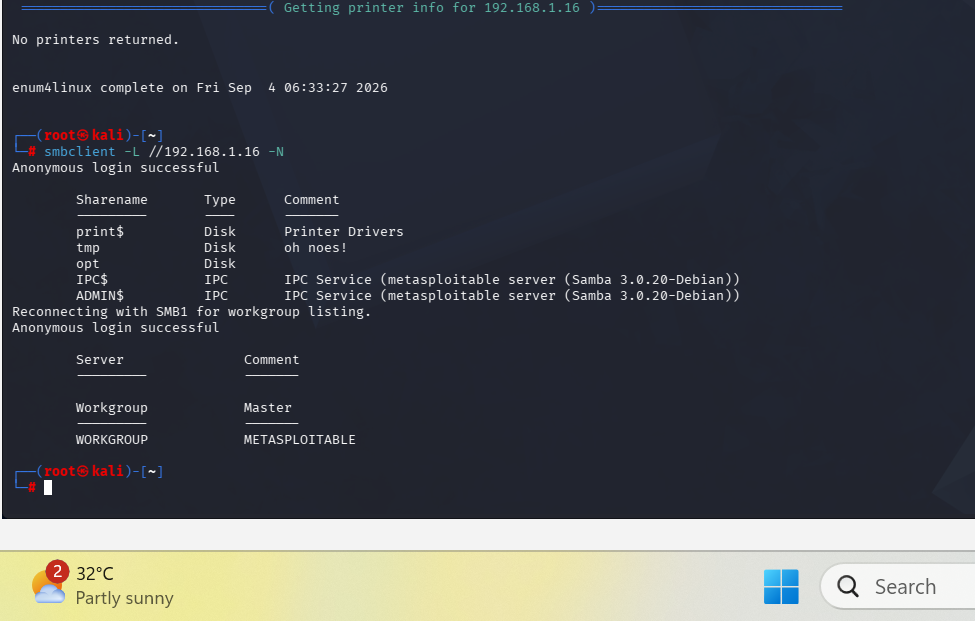 ( Getting printer info for 192.168.1.16 )
No printers returned.
enum4linux complete on Fri Sep  4 06:33:27 2026
┌──(root㉿kali)-[~]
└─# smbclient -L //192.168.1.16 -N
Anonymous login successful
Sharename       Type      Comment
print$          Disk      Printer Drivers
tmp             Disk      oh noes!
opt             Disk
IPC$            IPC       IPC Service (metasploitable server (Samba 3.0.20-Debian))
ADMIN$          IPC       IPC Service (metasploitable server (Samba 3.0.20-Debian))
Reconnecting with SMB1 for workgroup listing.
Anonymous login successful
Server               Comment
Workgroup            Master
WORKGROUP            METASPLOITABLE
┌──(root㉿kali)-[~]
└─#
2
32°C
Partly sunny
Search